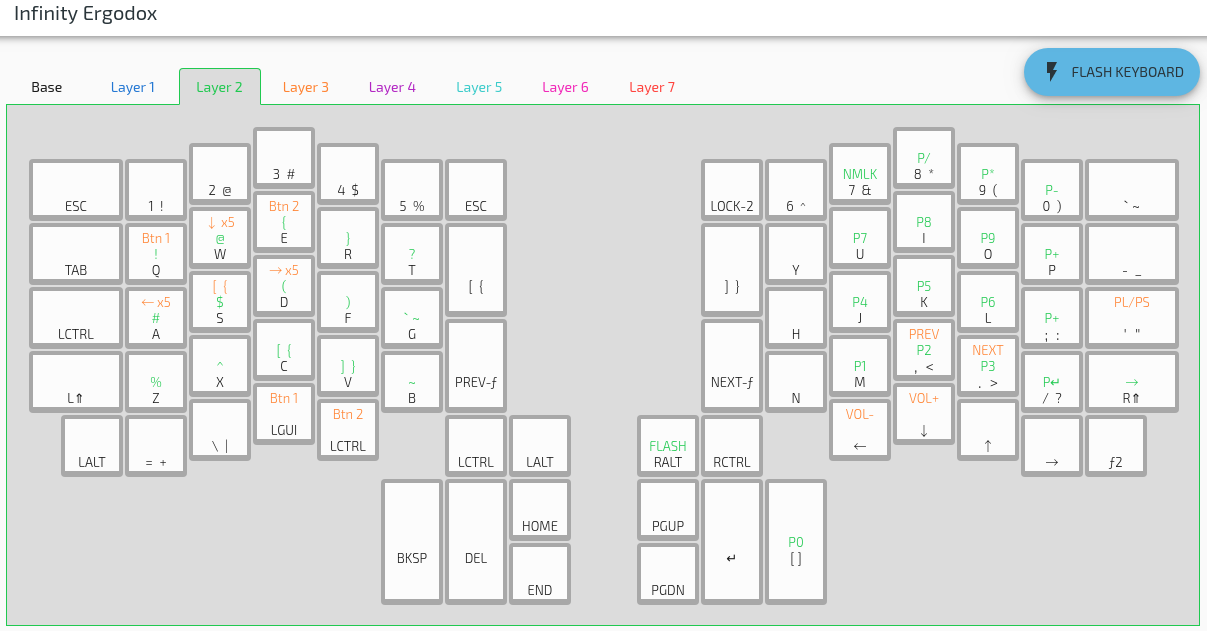 Infinity Ergodox
Base Layer 1 Layer 2 Layer 3 Layer 4 Layer 5 Layer 6 Layer 7
FLASH KEYBOARD
ESC
1 !
2 @
3 #
4 $
5 %
ESC
LOCK-2
6 ^
NMLK
7 &
P/
8 *
P*
9 (
P-
0 )
` ~
TAB
Btn 1
!
Q
↓ x5
@
W
Btn 2
{
E
}
R
?
T
[ {
] }
Y
P7
U
P8
I
P9
O
P+
P
- _
LCTRL
← x5
#
A
[ {
$
S
→ x5
(
D
)
F
` ~
G
H
P4
J
P5
K
P6
L
P+
; :
PL/PS
' "
L⇑
%
Z
^
X
[ {
C
] }
V
~
B
PREV-ƒ
NEXT-ƒ
N
P1
M
PREV
P2
, <
NEXT
P3
. >
P↵
/ ?
→
R⇑
LALT
= +
\ |
Btn 1
LGUI
Btn 2
LCTRL
LCTRL
LALT
FLASH
RALT
RCTRL
VOL-
←
VOL+
↓
↑
→
ƒ2
BKSP
DEL
HOME
END
PGUP
PGDN
↵
P0
[ ]